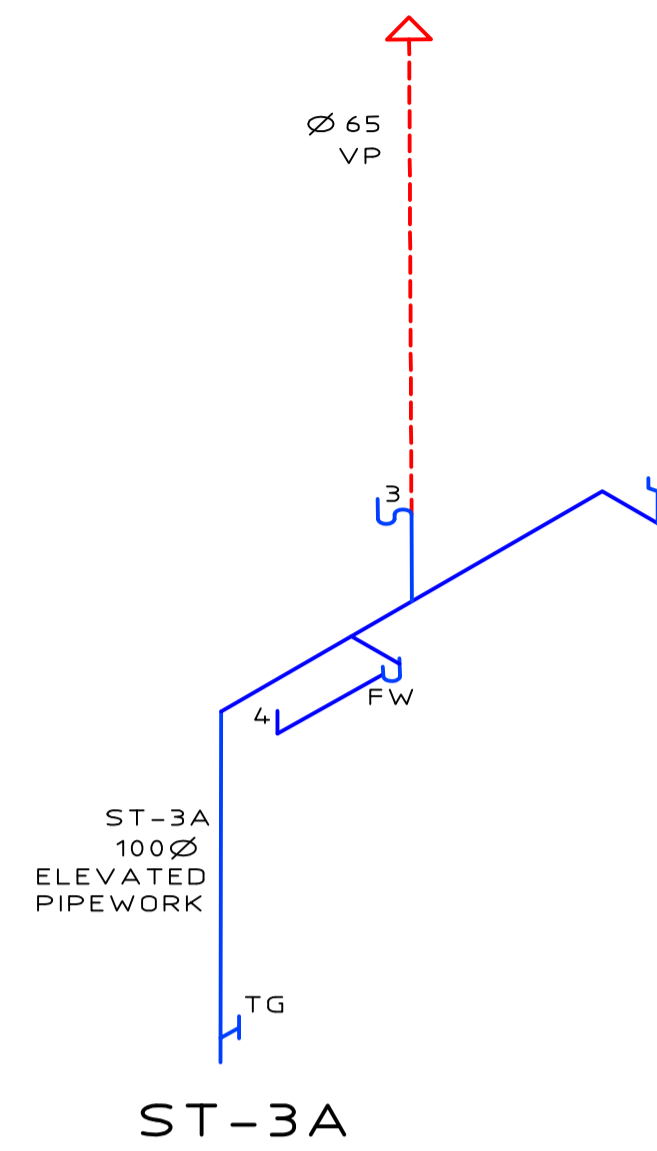 Ø 65
VP
3
FW
4
ST-3A
100Ø
ELEVATED
PIPEWORK
TG
ST-3A